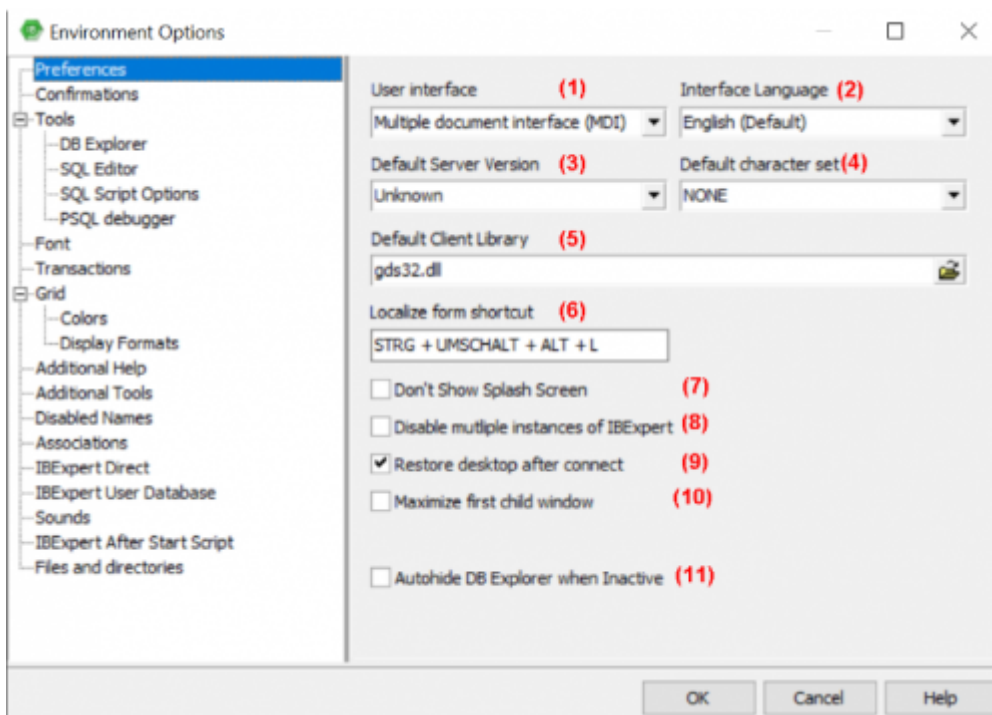 Environment Options
Preferences
Confirmations
Tools
DB Explorer
SQL Editor
SQL Script Options
PSQL debugger
Font
Transactions
Grid
Colors
Display Formats
Additional Help
Additional Tools
Disabled Names
Associations
IBExpert Direct
IBExpert User Database
Sounds
IBExpert After Start Script
Files and directories
User interface (1) Interface Language (2)
Multiple document interface (MDI) English (Default)
Default Server Version (3) Default character set (4)
Unknown NONE
Default Client Library (5)
gds32.dll
Localize form shortcut (6)
STRG + UMSCHALT + ALT + L
Don't Show Splash Screen (7)
Disable mutliple instances of IBExpert (8)
Restore desktop after connect (9)
Maximize first child window (10)
Autohide DB Explorer when Inactive (11)
OK Cancel Help